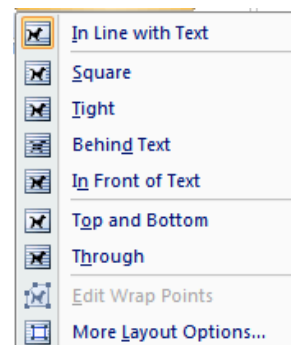 In Line with Text
Square
Tight
Behind Text
In Front of Text
Top and Bottom
Through
Edit Wrap Points
More Layout Options...